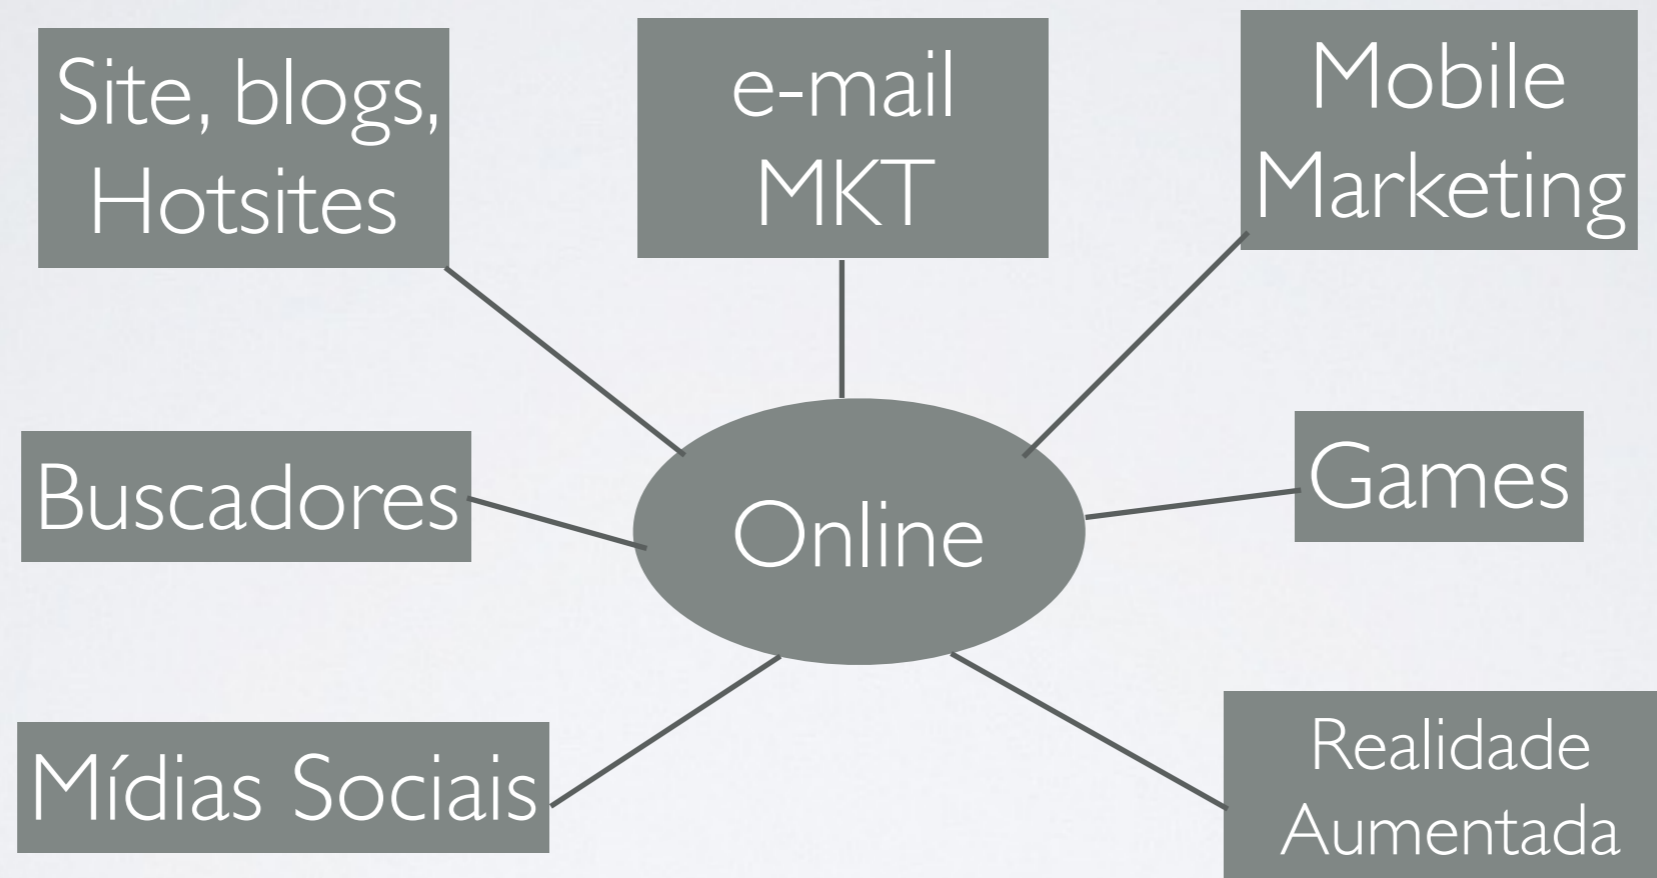 Site, blogs,
Hotsites
e-mail
MKT
Mobile
Marketing
Buscadores
Online
Games
Mídias Sociais
Realidade
Aumentada